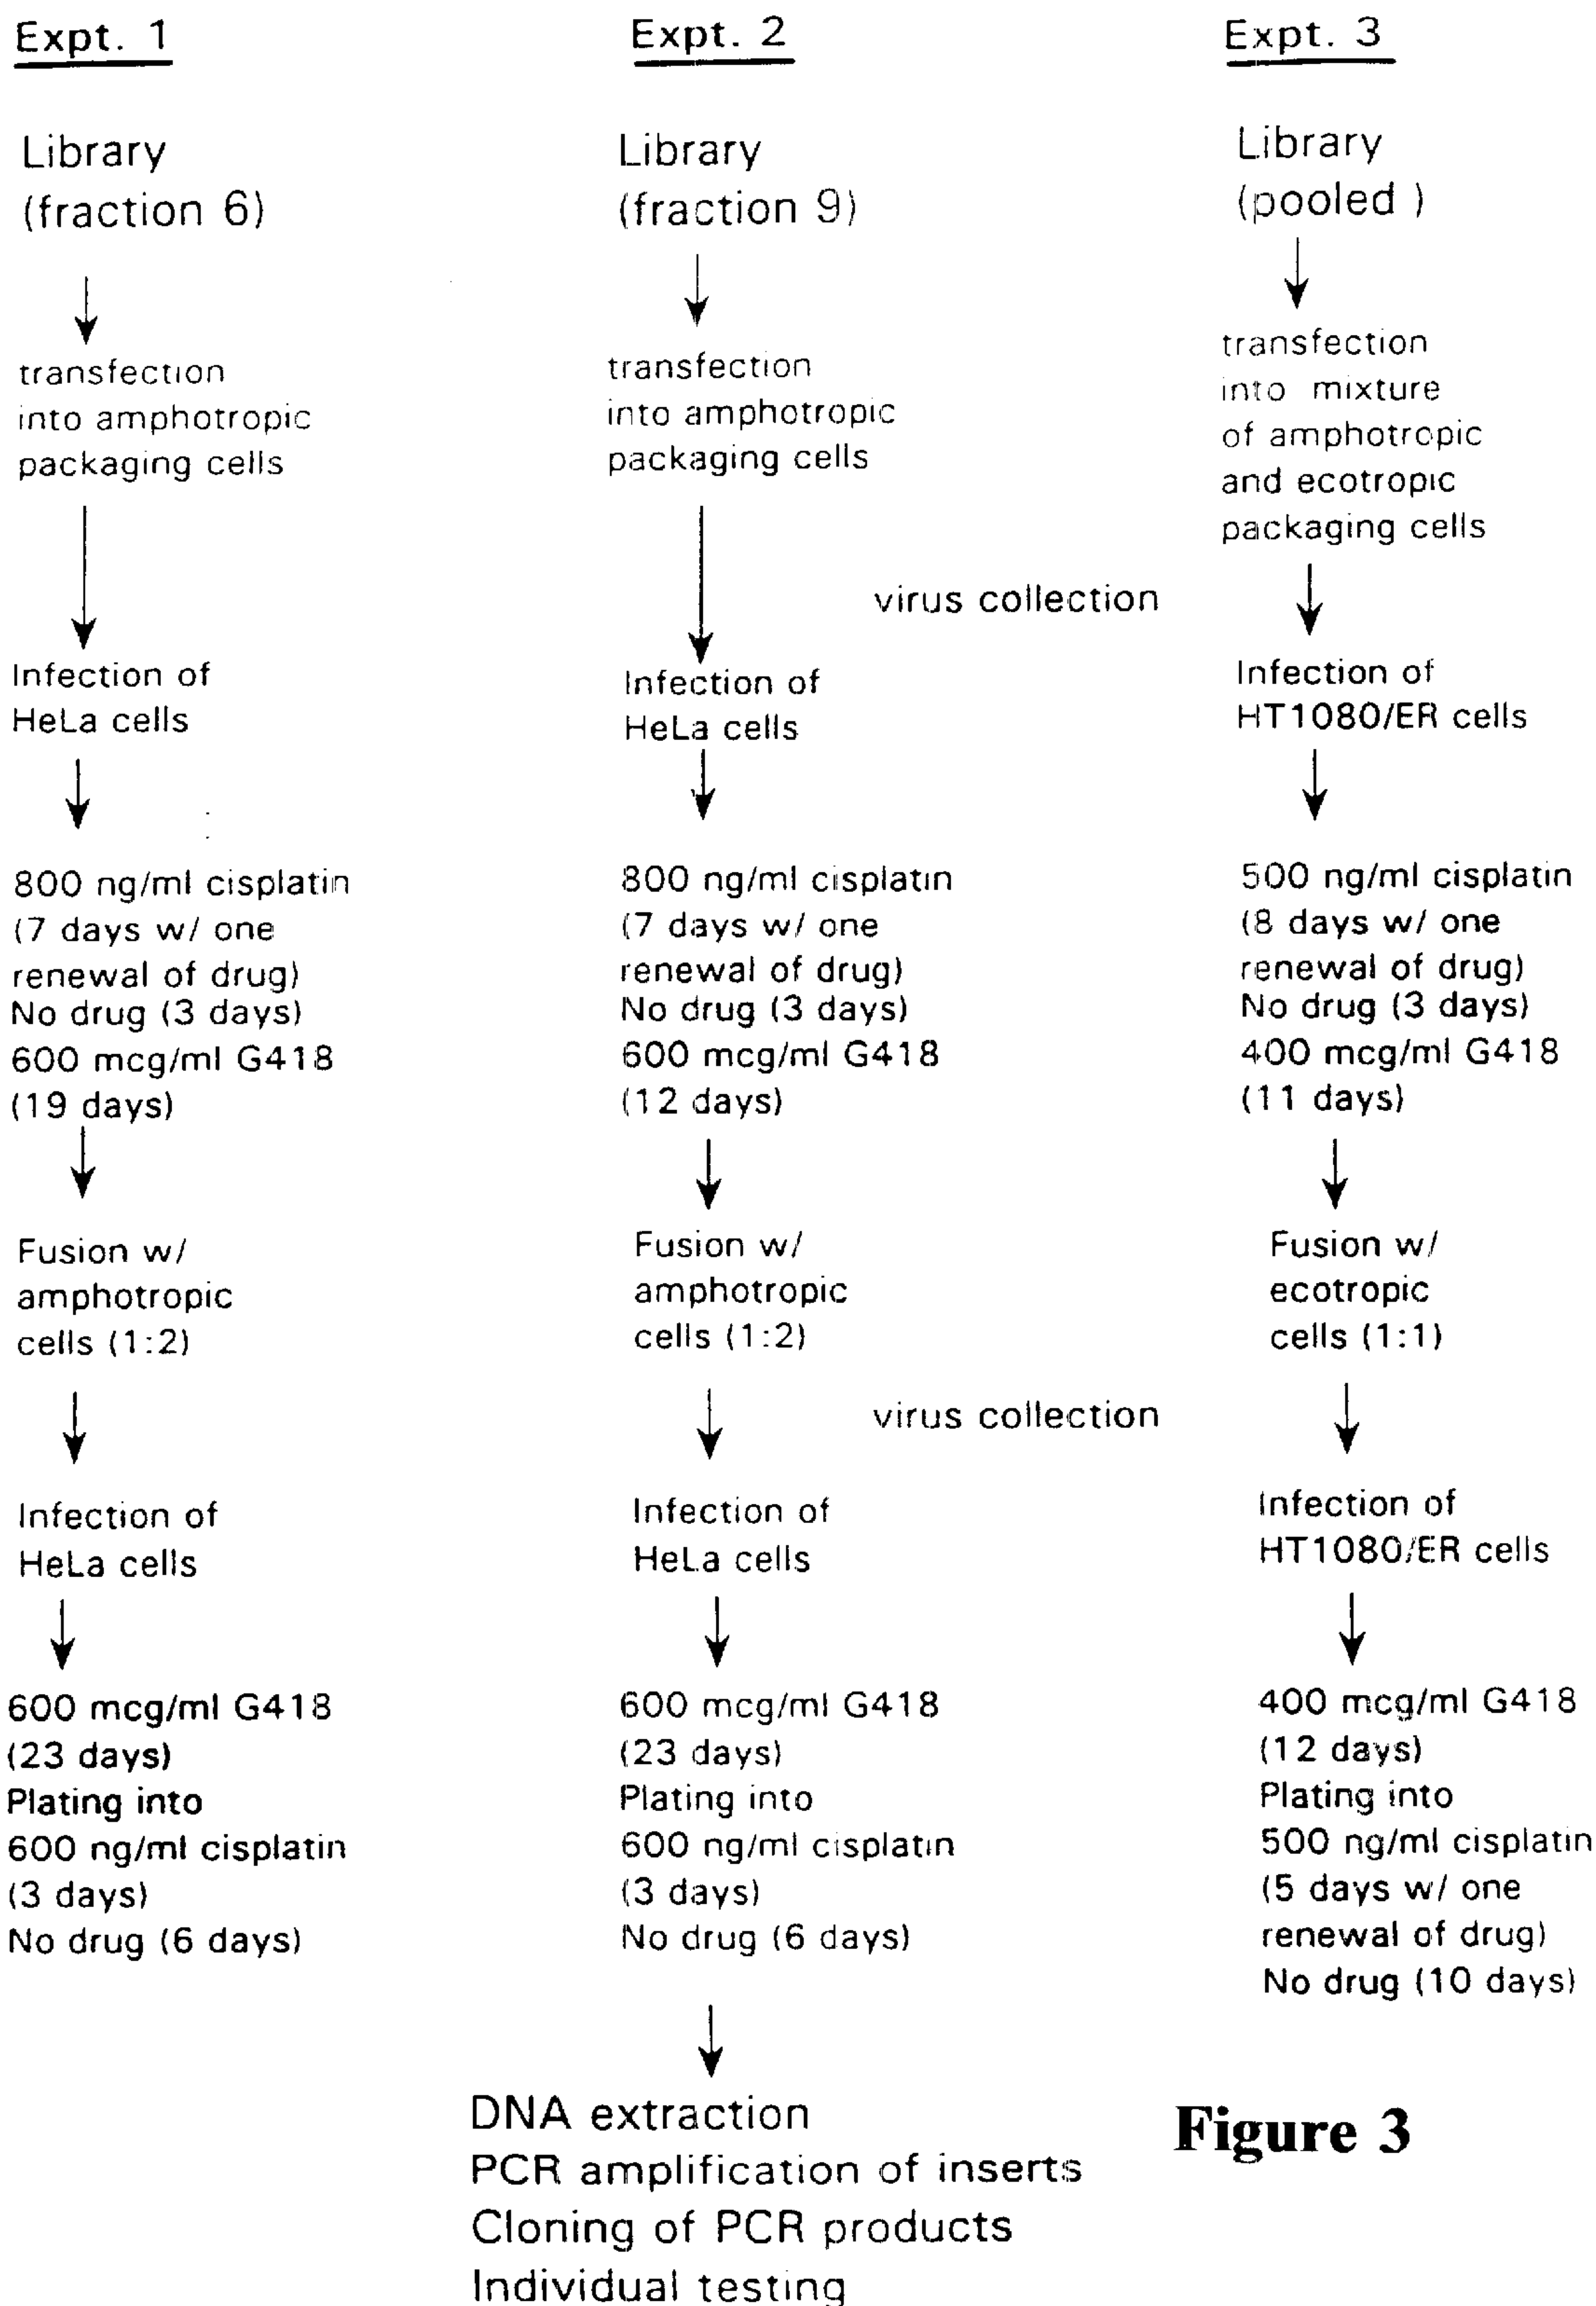 Expt. 1
Library
(fraction 6)
transfection
into amphotropic
packaging cells
Infection of
HeLa cells
800 ng/ml cisplatin
(7 days w/ one
renewal of drug)
No drug (3 days)
600 mcg/ml G418
(19 days)
Fusion w/
amphotropic
cells (1:2)
Infection of
HeLa cells
600 mcg/ml G418
(23 days)
Plating into
600 ng/ml cisplatin
(3 days)
No drug (6 days)
Expt. 2
Library
(fraction 9)
transfection
into amphotropic
packaging cells
virus collection
Infection of
HeLa cells
800 ng/ml cisplatin
(7 days w/ one
renewal of drug)
No drug (3 days)
600 mcg/ml G418
(12 days)
Fusion w/
amphotropic
cells (1:2)
virus collection
Infection of
HeLa cells
600 mcg/ml G418
(23 days)
Plating into
600 ng/ml cisplatin
(3 days)
No drug (6 days)
Expt. 3
Library
(pooled )
transfection
into mixture
of amphotropic
and ecotropic
packaging cells
Infection of
HT1080/ER cells
500 ng/ml cisplatin
(8 days w/ one
renewal of drug)
No drug (3 days)
400 mcg/ml G418
(11 days)
Fusion w/
ecotropic
cells (1:1)
Infection of
HT1080/ER cells
400 mcg/ml G418
(12 days)
Plating into
500 ng/ml cisplatin
(5 days w/ one
renewal of drug)
No drug (10 days)
DNA extraction
PCR amplification of inserts
Cloning of PCR products
Individual testing
Figure 3